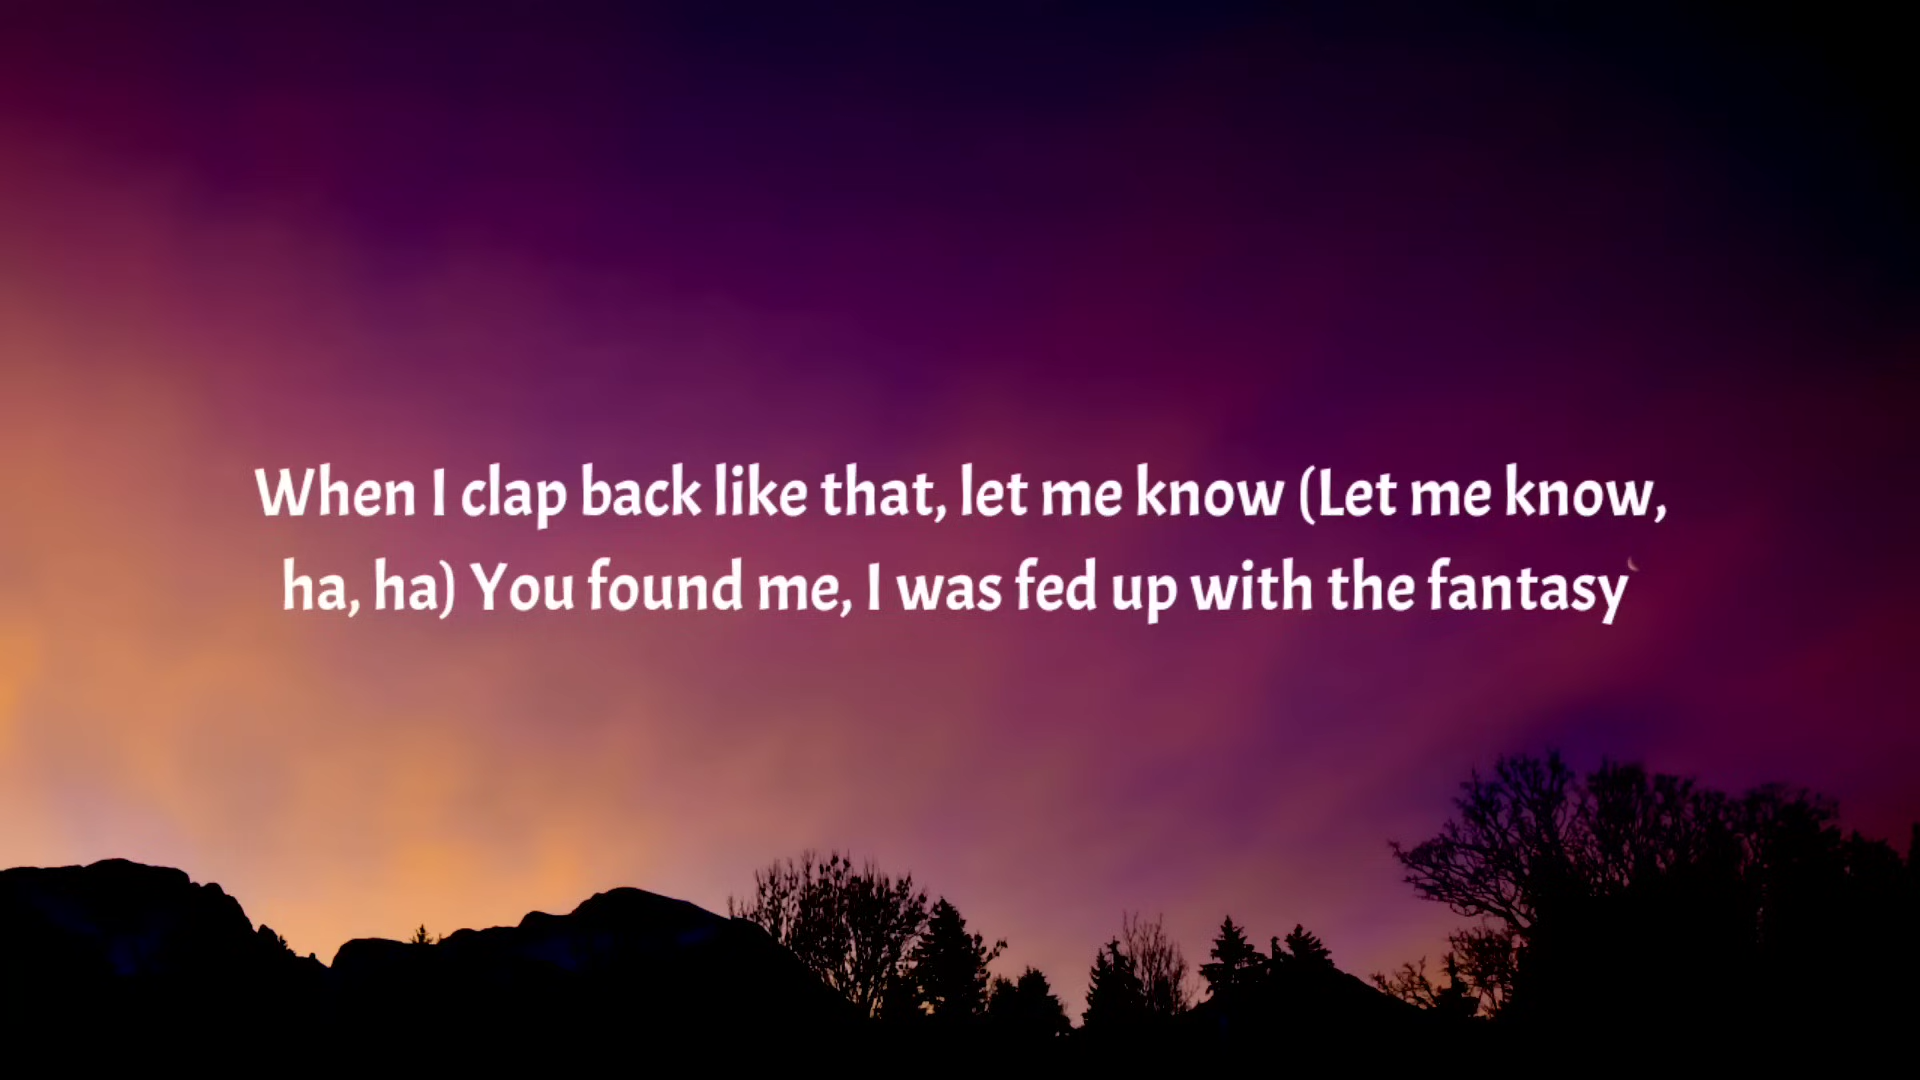 When I clap back like that, let me know (Let me know,
ha, ha) You found me, I was fed up with the fantasy